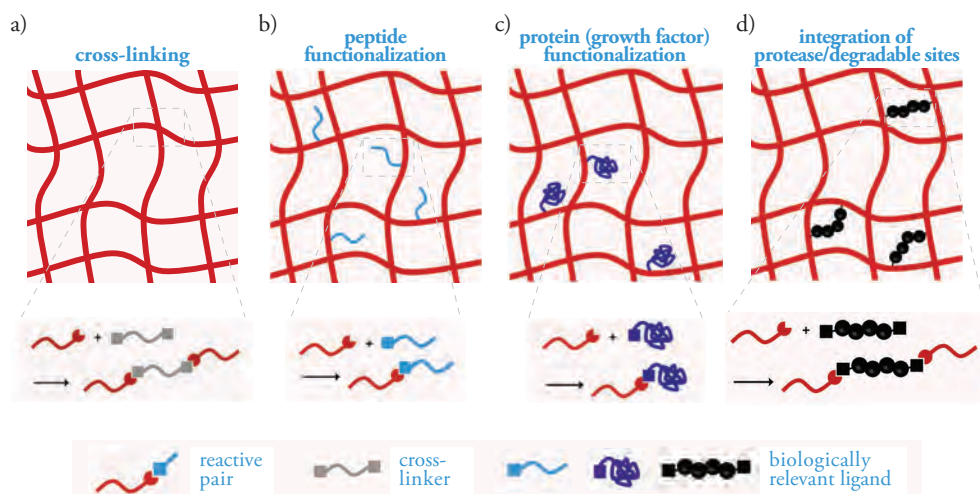 a)
cross-linking
b)
peptide
functionalization
c)
protein (growth factor)
functionalization
d)
integration of
protease/degradable sites
+
+
+
+
reactive
pair
cross-
linker
biologically
relevant ligand